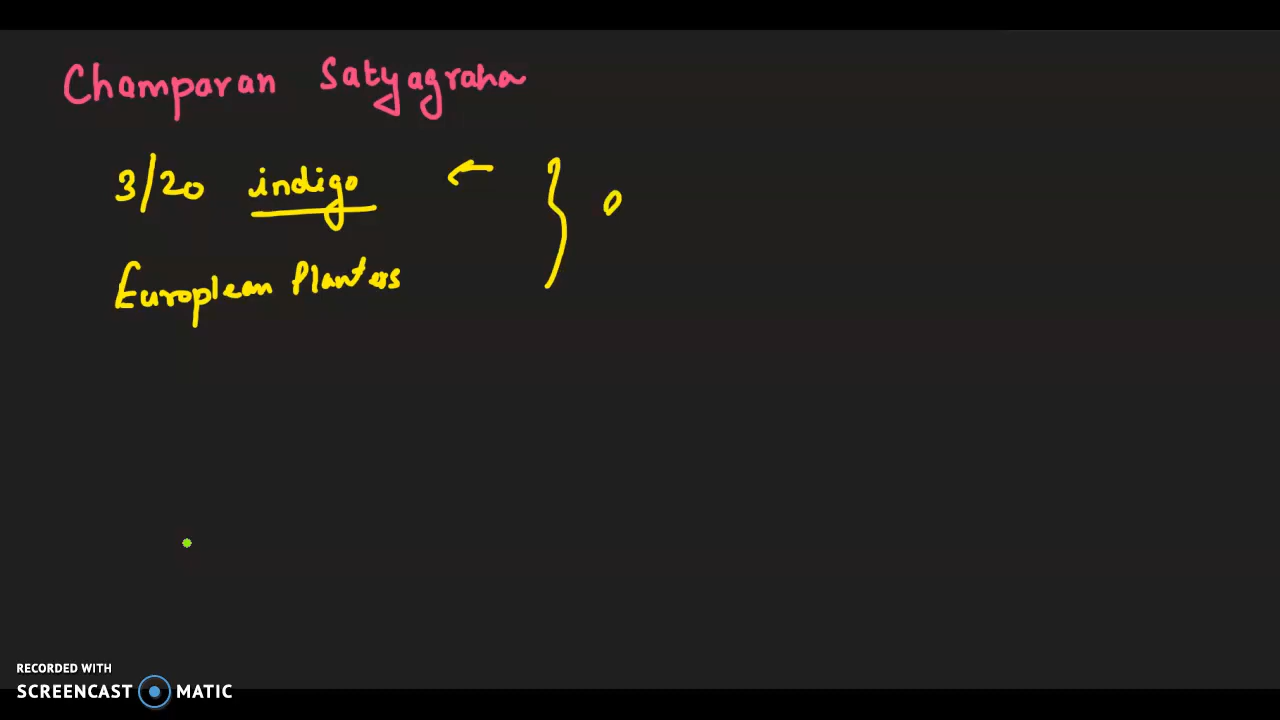 Champaran Satyagraha
3/20 indigo ←
European Planters
RECORDED WITH
SCREENCAST MATIC